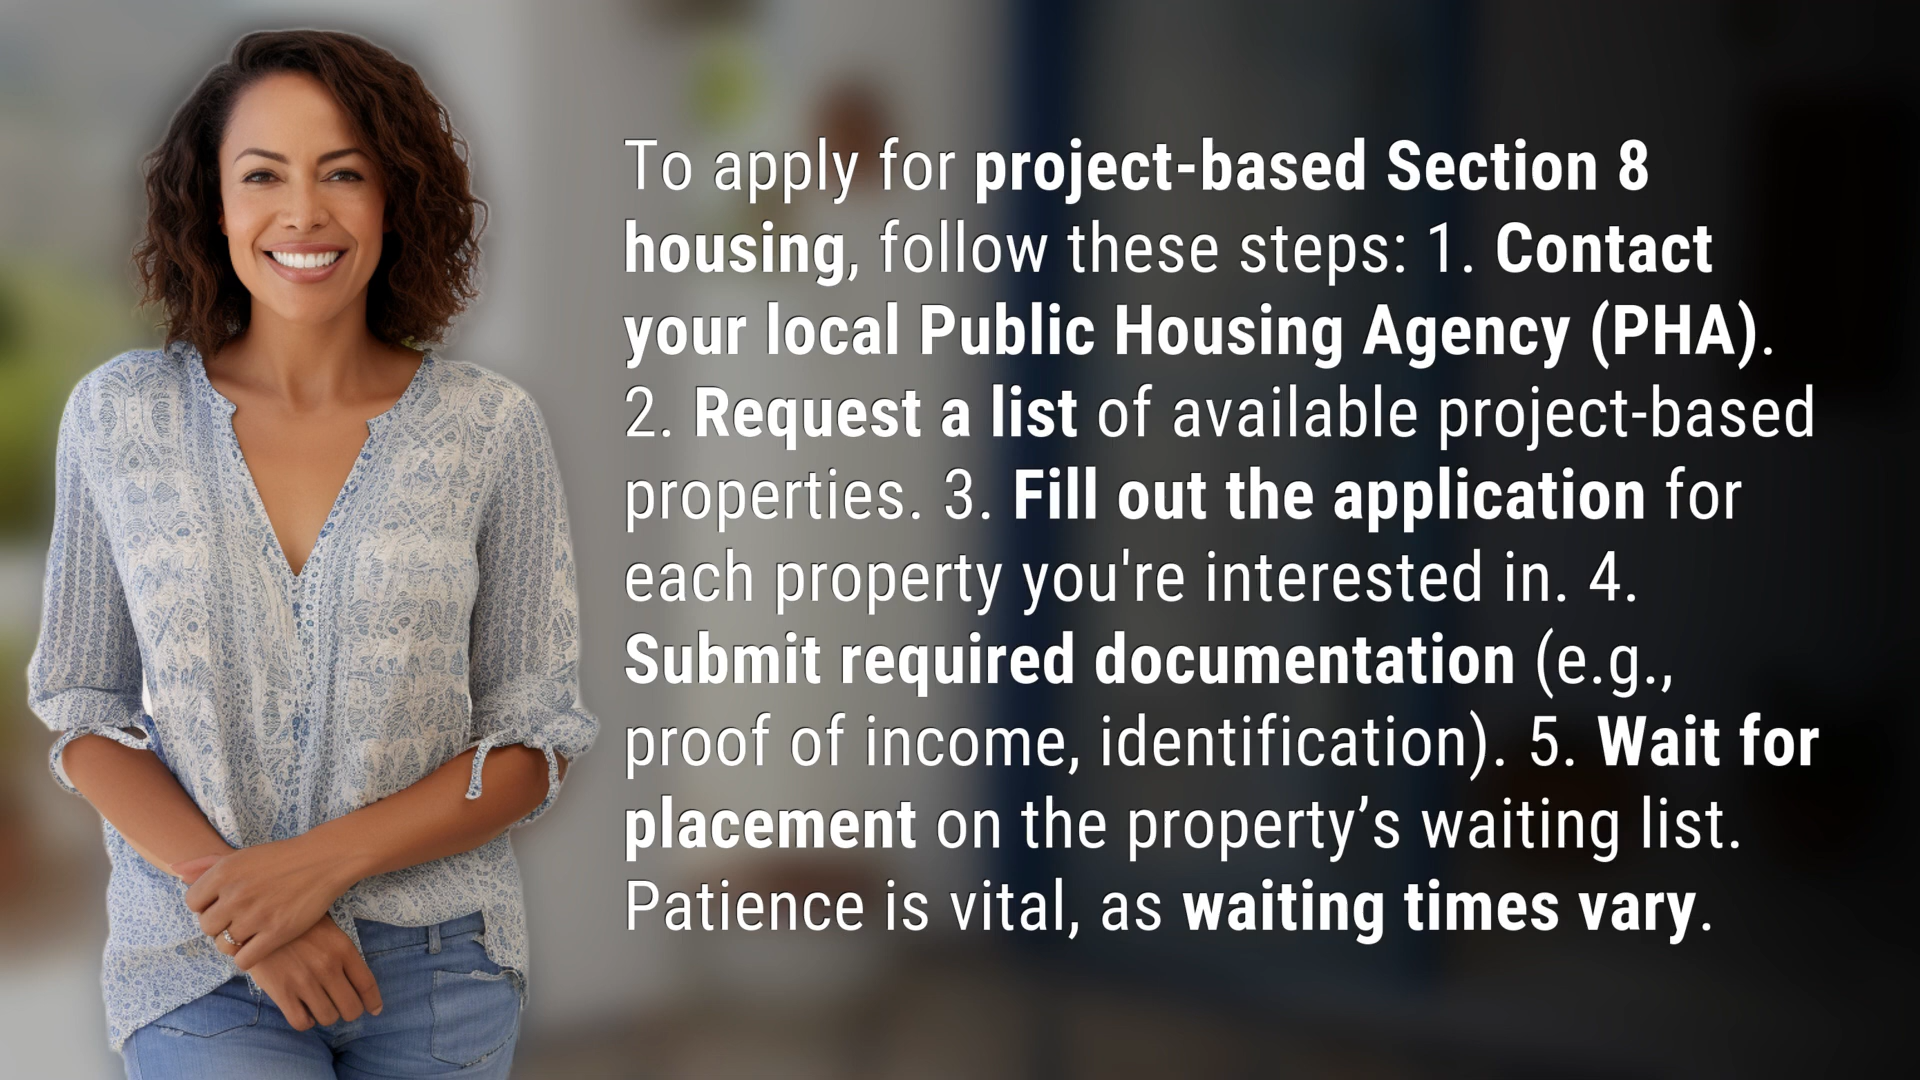 To apply for project-based Section 8
housing, follow these steps: 1. Contact
your local Public Housing Agency (PHA).
2. Request a list of available project-based
properties. 3. Fill out the application for
each property you're interested in. 4.
Submit required documentation (e.g.,
proof of income, identification). 5. Wait for
placement on the property’s waiting list.
Patience is vital, as waiting times vary.